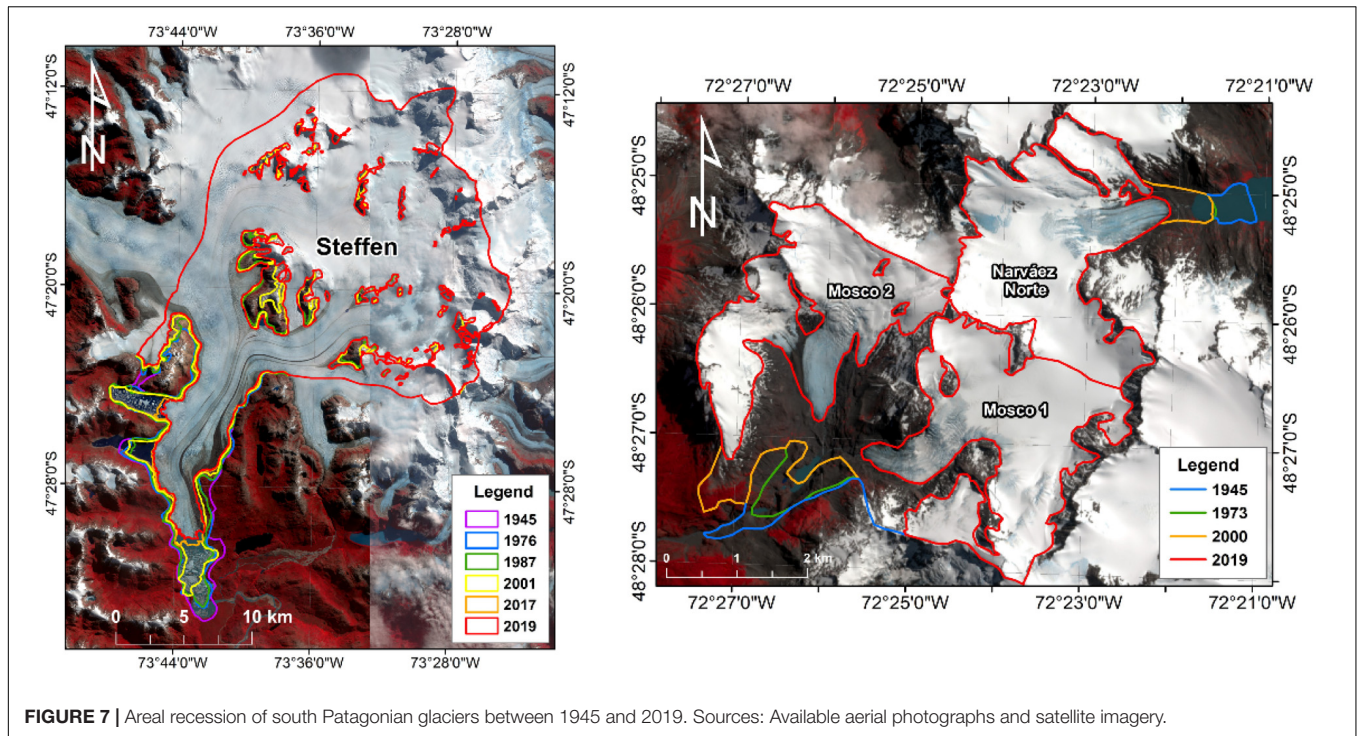 73°44'0"W 73°36'0"W 73°28'0"W
47°12'0"S
47°20'0"S
47°28'0"S
N
Steffen
47°12'0"S
47°20'0"S
47°28'0"S
0 5 10 km
Legend
1945
1976
1987
2001
2017
2019
73°44'0"W 73°36'0"W 73°28'0"W
72°27'0"W 72°25'0"W 72°23'0"W 72°21'0"W
48°25'0"S
48°26'0"S
48°27'0"S
48°28'0"S
N
Mosco 2
Narváez
Norte
Mosco 1
48°25'0"S
48°26'0"S
48°27'0"S
0 1 2 km
Legend
1945
1973
2000
2019
72°27'0"W 72°25'0"W 72°23'0"W 72°21'0"W
FIGURE 7 | Areal recession of south Patagonian glaciers between 1945 and 2019. Sources: Available aerial photographs and satellite imagery.